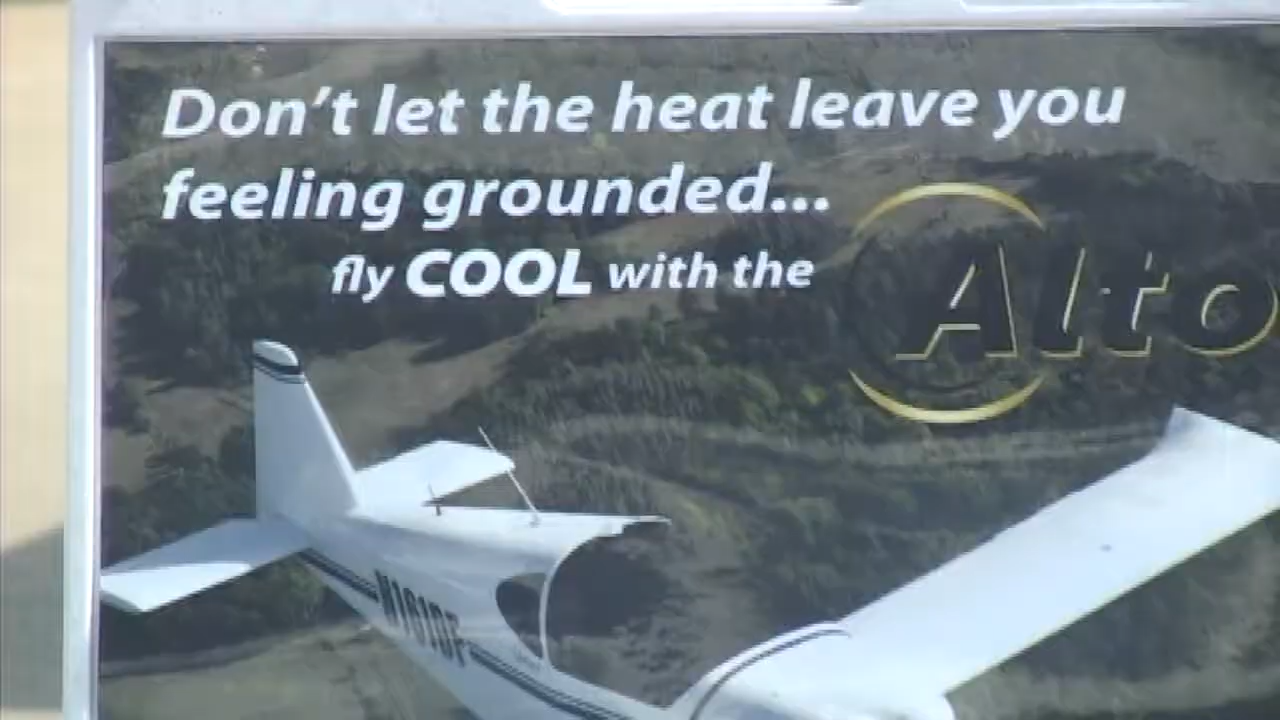 Don't let the heat leave you
feeling grounded...
fly COOL with the Alto
N161DF